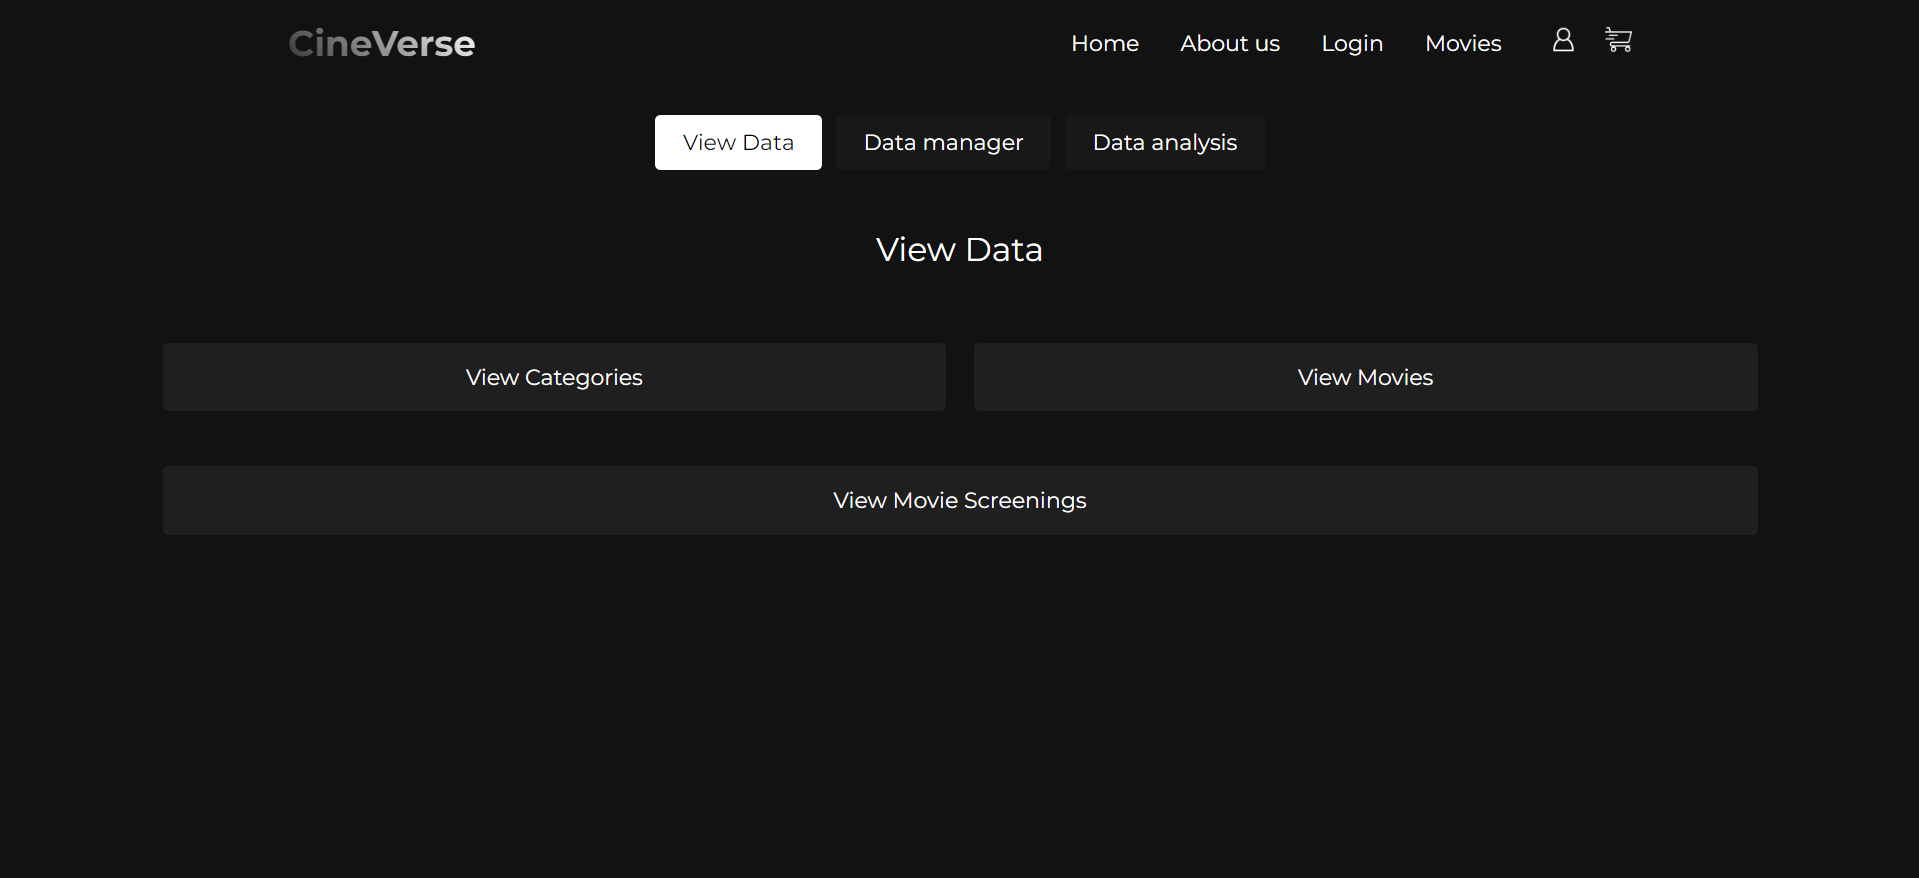 CineVerse Home About us Login Movies
View Data Data manager Data analysis
View Data
View Categories View Movies
View Movie Screenings